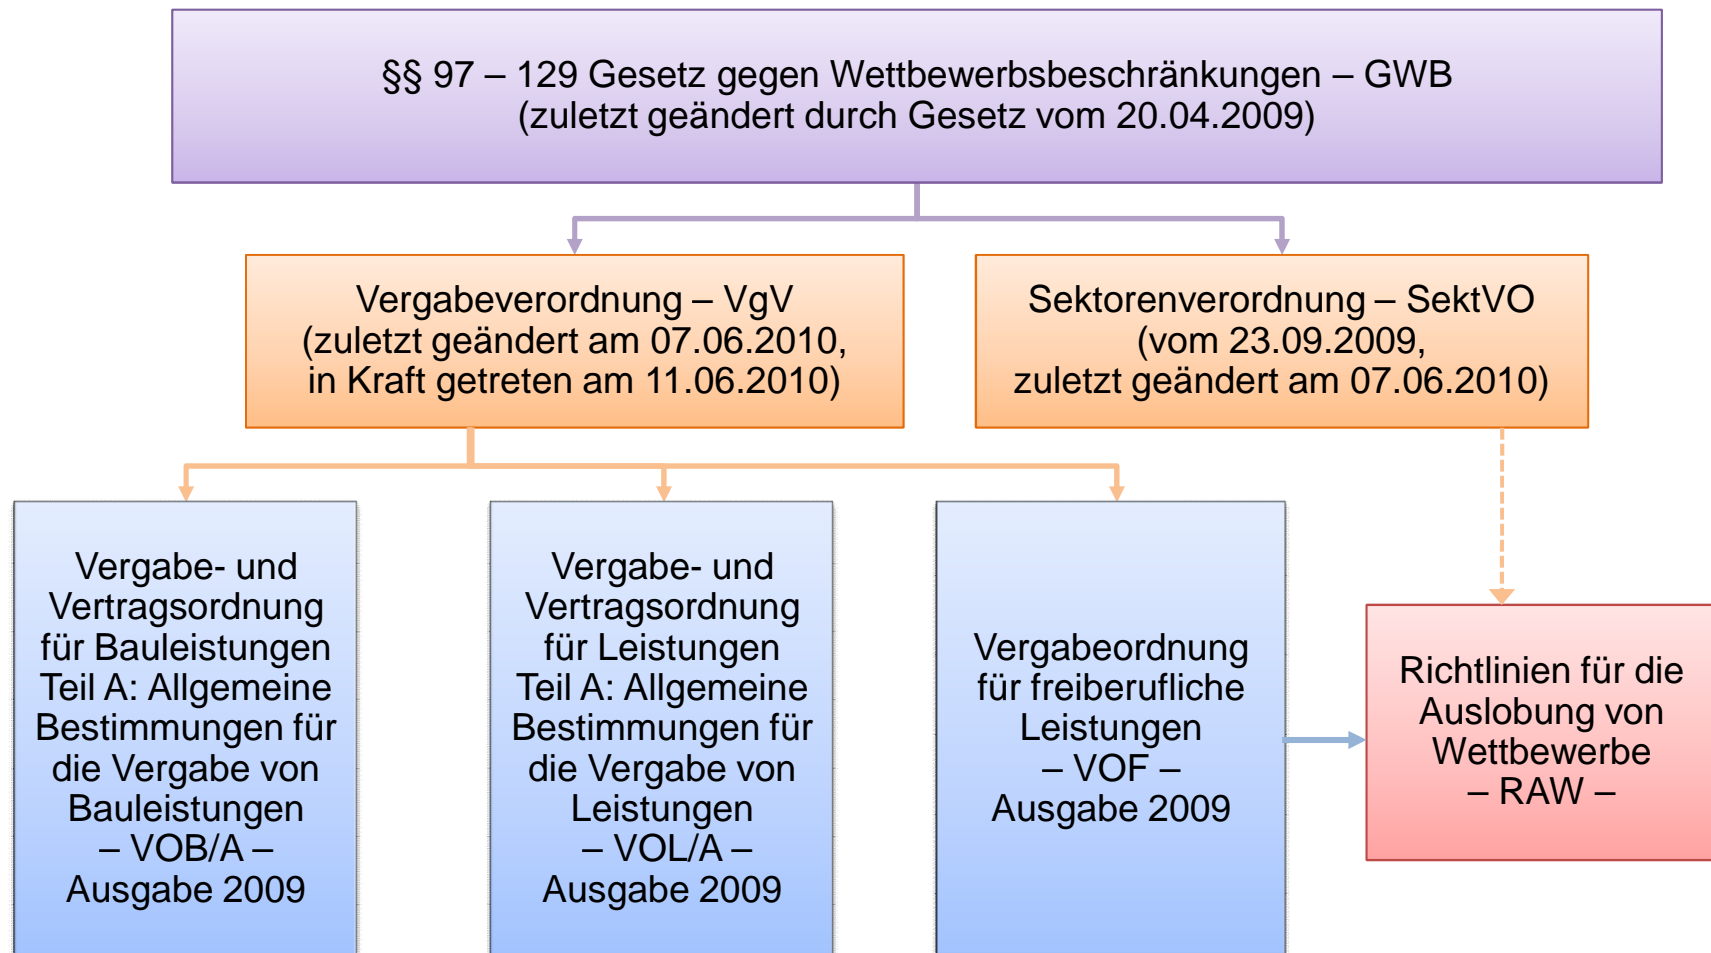 §§ 97 – 129 Gesetz gegen Wettbewerbsbeschränkungen – GWB
(zuletzt geändert durch Gesetz vom 20.04.2009)
Vergabeverordnung – VgV
(zuletzt geändert am 07.06.2010,
in Kraft getreten am 11.06.2010)
Sektorenverordnung – SektVO
(vom 23.09.2009,
zuletzt geändert am 07.06.2010)
Vergabe- und
Vertragsordnung
für Bauleistungen
Teil A: Allgemeine
Bestimmungen für
die Vergabe von
Bauleistungen
– VOB/A –
Ausgabe 2009
Vergabe- und
Vertragsordnung
für Leistungen
Teil A: Allgemeine
Bestimmungen für
die Vergabe von
Leistungen
– VOL/A –
Ausgabe 2009
Vergabeordnung
für freiberufliche
Leistungen
– VOF –
Ausgabe 2009
Richtlinien für die
Auslobung von
Wettbewerbe
– RAW –